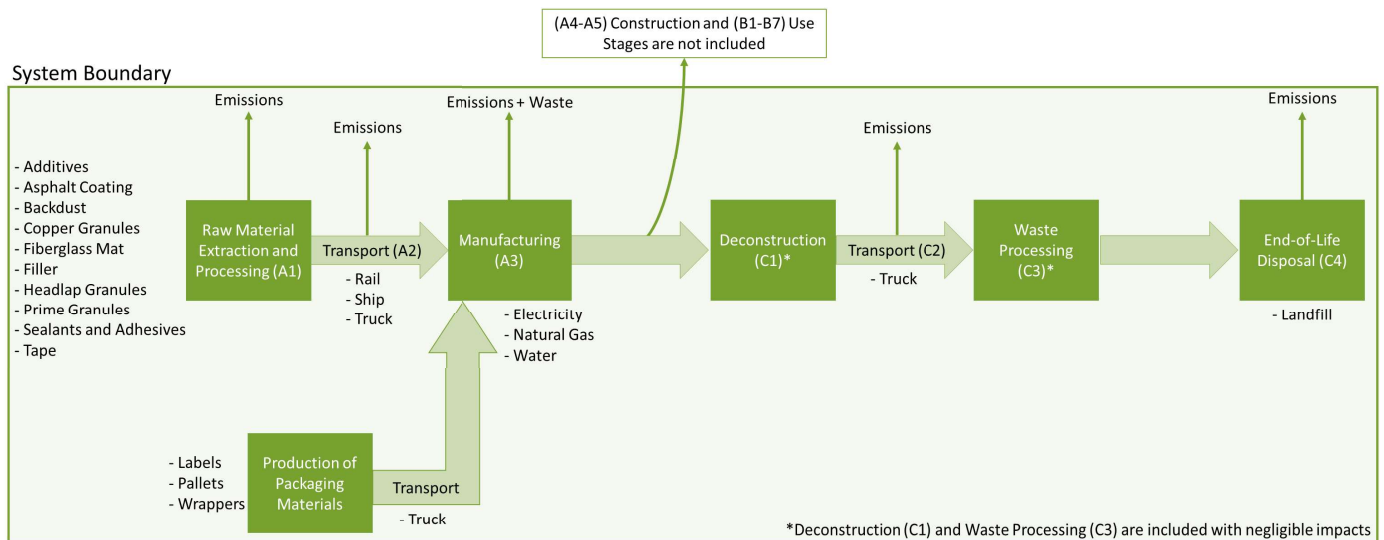 (A4-A5) Construction and (B1-B7) Use
Stages are not included
System Boundary
Emissions
Emissions
Emissions + Waste
Emissions
Emissions
- Additives
- Asphalt Coating
- Backdust
- Copper Granules
- Fiberglass Mat
- Filler
- Headlap Granules
- Prime Granules
- Sealants and Adhesives
- Tape
Raw Material
Extraction and
Processing (A1)
Transport (A2)
- Rail
- Ship
- Truck
Manufacturing
(A3)
- Electricity
- Natural Gas
- Water
Deconstruction
(C1)*
Transport (C2)
- Truck
Waste
Processing
(C3)*
End-of-Life
Disposal (C4)
- Landfill
- Labels
- Pallets
- Wrappers
Production of
Packaging
Materials
Transport
- Truck
*Deconstruction (C1) and Waste Processing (C3) are included with negligible impacts